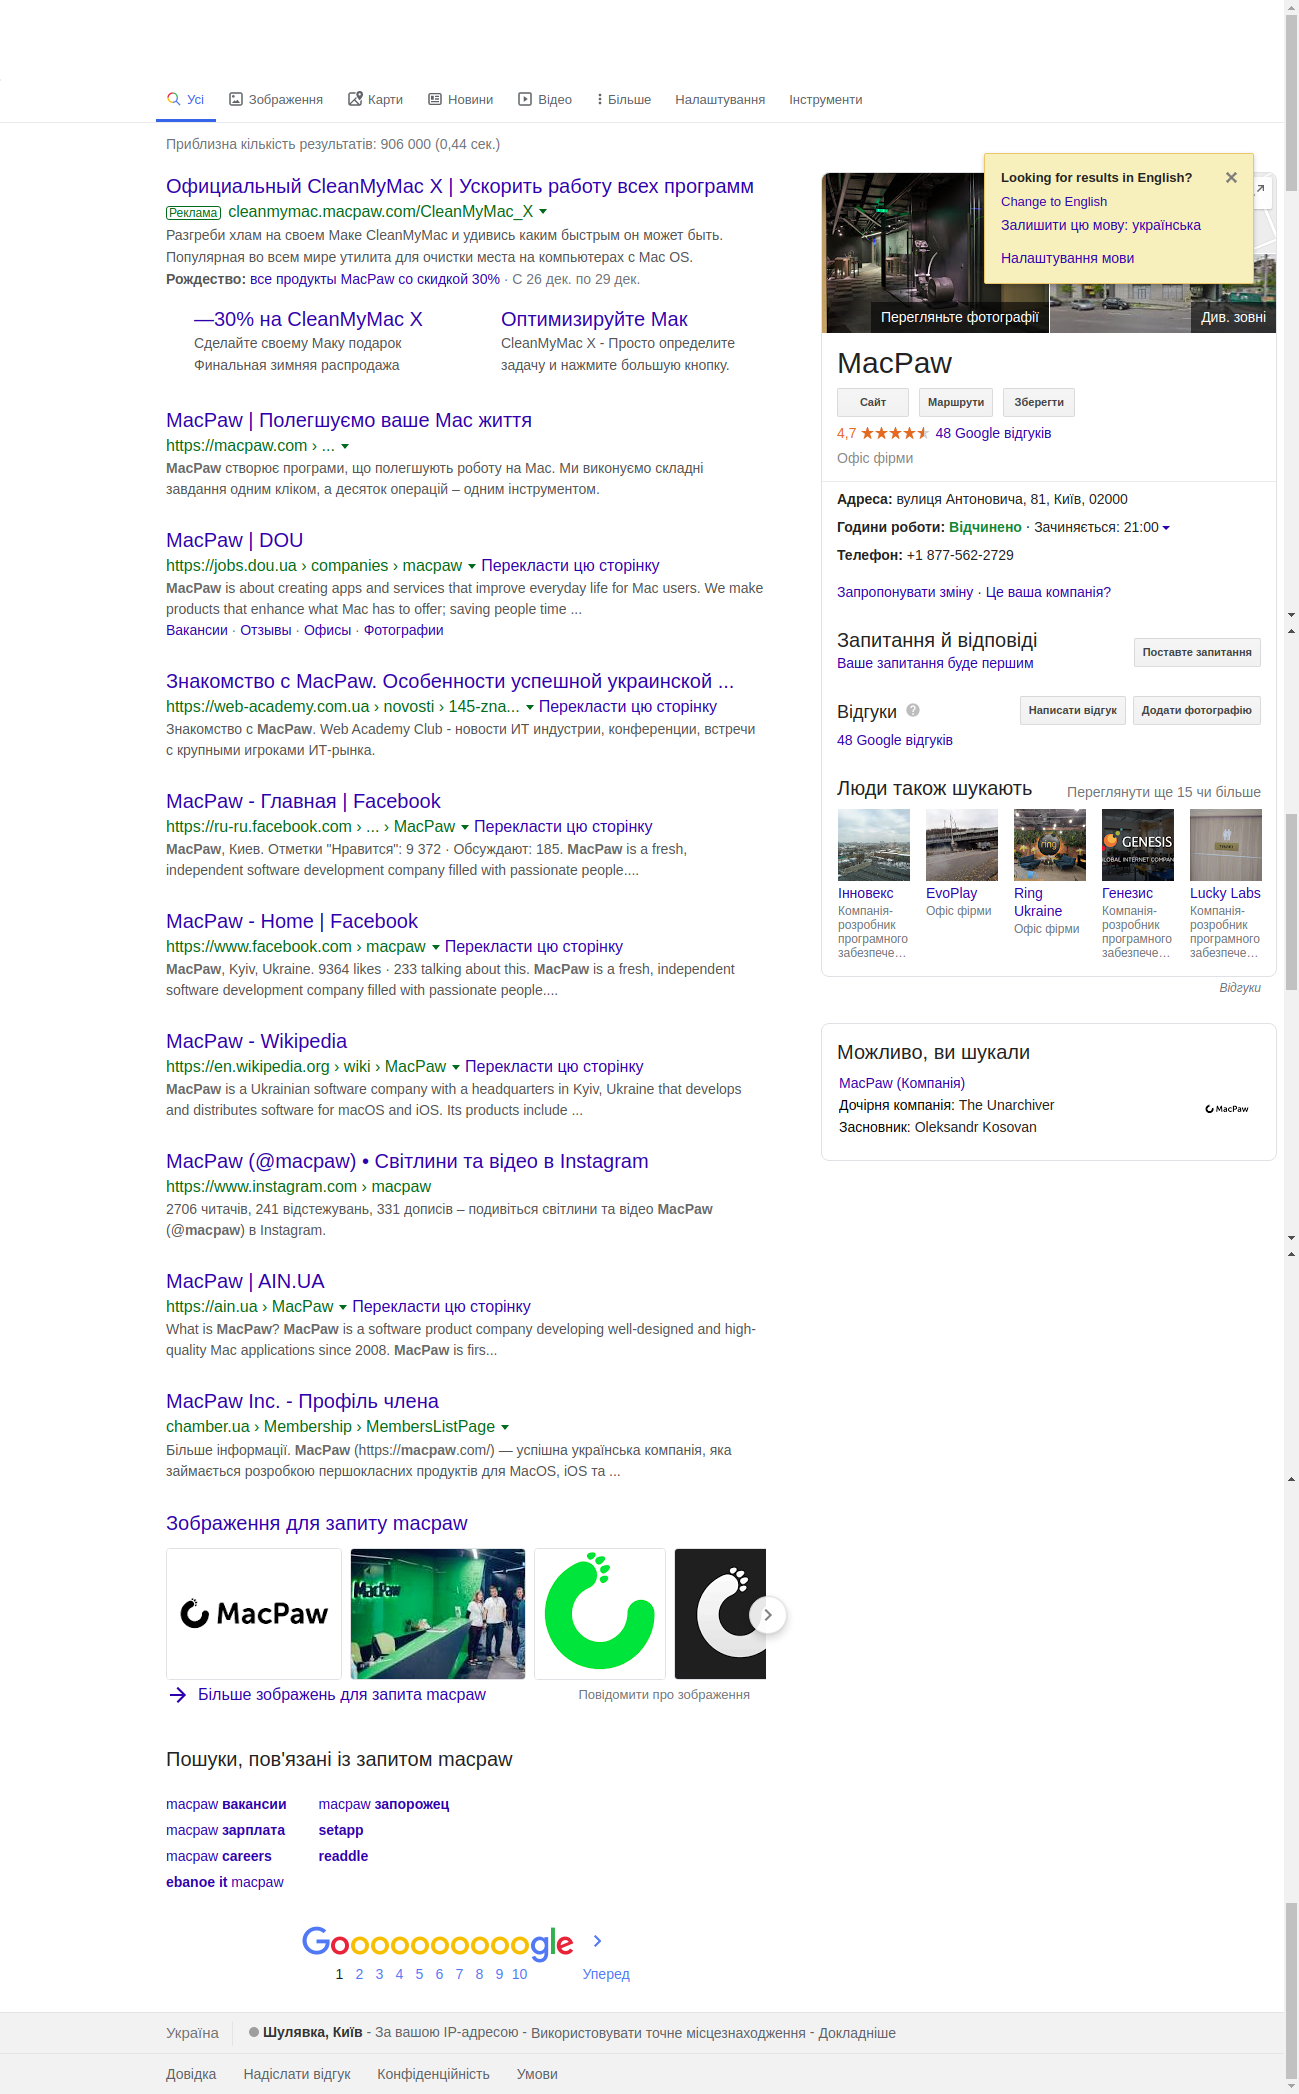 Усі
Зображення
Карти
Новини
Відео
Більше
Налаштування
Інструменти
Приблизна кількість результатів: 906 000 (0,44 сек.)
Официальный CleanMyMac X | Ускорить работу всех программ
Реклама cleanmymac.macpaw.com/CleanMyMac_X
Разгреби хлам на своем Маке CleanMyMac и удивись каким быстрым он может быть.
Популярная во всем мире утилита для очистки места на компьютерах с Mac OS.
Рождество: все продукты MacPaw со скидкой 30% · С 26 дек. по 29 дек.
—30% на CleanMyMac X
Сделайте своему Маку подарок
Финальная зимняя распродажа
Оптимизируйте Мак
CleanMyMac X - Просто определите
задачу и нажмите большую кнопку.
MacPaw | Полегшуємо ваше Mac життя
https://macpaw.com › ...
MacPaw створює програми, що полегшують роботу на Mac. Ми виконуємо складні
завдання одним кліком, а десяток операцій – одним інструментом.
MacPaw | DOU
https://jobs.dou.ua › companies › macpaw Перекласти цю сторінку
MacPaw is about creating apps and services that improve everyday life for Mac users. We make
products that enhance what Mac has to offer; saving people time ...
Вакансии · Отзывы · Офисы · Фотографии
Знакомство с MacPaw. Особенности успешной украинской ...
https://web-academy.com.ua › novosti › 145-zna... Перекласти цю сторінку
Знакомство с MacPaw. Web Academy Club - новости ИТ индустрии, конференции, встречи
с крупными игроками ИТ-рынка.
MacPaw - Главная | Facebook
https://ru-ru.facebook.com › ... › MacPaw Перекласти цю сторінку
MacPaw, Киев. Отметки "Нравится": 9 372 · Обсуждают: 185. MacPaw is a fresh,
independent software development company filled with passionate people....
MacPaw - Home | Facebook
https://www.facebook.com › macpaw Перекласти цю сторінку
MacPaw, Kyiv, Ukraine. 9364 likes · 233 talking about this. MacPaw is a fresh, independent
software development company filled with passionate people....
MacPaw - Wikipedia
https://en.wikipedia.org › wiki › MacPaw Перекласти цю сторінку
MacPaw is a Ukrainian software company with a headquarters in Kyiv, Ukraine that develops
and distributes software for macOS and iOS. Its products include ...
MacPaw (@macpaw) • Світлини та відео в Instagram
https://www.instagram.com › macpaw
2706 читачів, 241 відстежувань, 331 дописів – подивіться світлини та відео MacPaw
(@macpaw) в Instagram.
MacPaw | AIN.UA
https://ain.ua › MacPaw Перекласти цю сторінку
What is MacPaw? MacPaw is a software product company developing well-designed and high-
quality Mac applications since 2008. MacPaw is firs...
MacPaw Inc. - Профіль члена
chamber.ua › Membership › MembersListPage
Більше інформації. MacPaw (https://macpaw.com/) — успішна українська компанія, яка
займається розробкою першокласних продуктів для MacOS, iOS та ...
Зображення для запиту macpaw
MacPaw
MacPaw
Більше зображень для запита macpaw
Повідомити про зображення
Пошуки, пов'язані із запитом macpaw
macpaw вакансии
macpaw запорожец
macpaw зарплата
setapp
macpaw careers
readdle
ebanoe it macpaw
Goooooooooogle
1 2 3 4 5 6 7 8 9 10 Уперед
Looking for results in English?
Change to English
Залишити цю мову: українська
Налаштування мови
Перегляньте фотографії
Див. зовні
MacPaw
Сайт
Маршрути
Зберегти
4,7 48 Google відгуків
Офіс фірми
Адреса: вулиця Антоновича, 81, Київ, 02000
Години роботи: Відчинено · Зачиняється: 21:00
Телефон: +1 877-562-2729
Запропонувати зміну · Це ваша компанія?
Запитання й відповіді
Ваше запитання буде першим
Поставте запитання
Відгуки
Написати відгук
Додати фотографію
48 Google відгуків
Люди також шукають
Переглянути ще 15 чи більше
ring
GENESIS
GLOBAL INTERNET COMPAN
Інновекс
Компанія-
розробник
програмного
забезпече...
EvoPlay
Офіс фірми
Ring
Ukraine
Офіс фірми
Генезис
Компанія-
розробник
програмного
забезпече...
Lucky Labs
Компанія-
розробник
програмного
забезпече...
Відгуки
Можливо, ви шукали
MacPaw (Компанія)
Дочірня компанія: The Unarchiver
Засновник: Oleksandr Kosovan
MacPaw
Україна
Шулявка, Київ - За вашою IP-адресою - Використовувати точне місцезнаходження - Докладніше
Довідка
Надіслати відгук
Конфіденційність
Умови